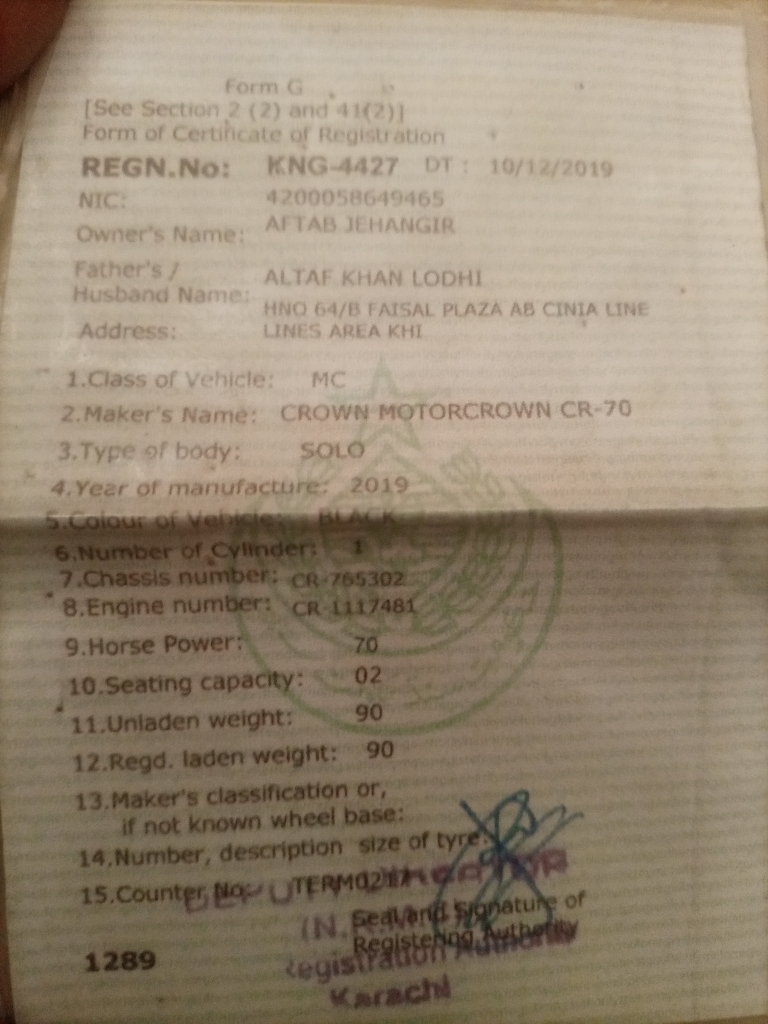 Form G
[See Section 2 (2) and 41(2)]
Form of Certificate of Registration
REGN.No: KNG-4427 DT : 10/12/2019
NIC: 4200058649465
Owner's Name: AFTAB JEHANGIR
Father's /
Husband Name: ALTAF KHAN LODHI
HNO 64/B FAISAL PLAZA AB CINIA LINE
Address: LINES AREA KHI
1.Class of Vehicle: MC
2.Maker's Name: CROWN MOTORCROWN CR-70
3.Type of body: SOLO
4.Year of manufacture: 2019
5.Colour of Vehicle: BLACK
6.Number of Cylinder: 1
7.Chassis number: CR-765302
8.Engine number: CR-1117481
9.Horse Power: 70
10.Seating capacity: 02
11.Unladen weight: 90
12.Regd. laden weight: 90
13.Maker's classification or,
if not known wheel base:
14.Number, description size of tyre:
15.Counter No:
DEPUTY DIRECTOR
Seal and Signature of
Registering Authority
Registration Authority
Karachi
1289